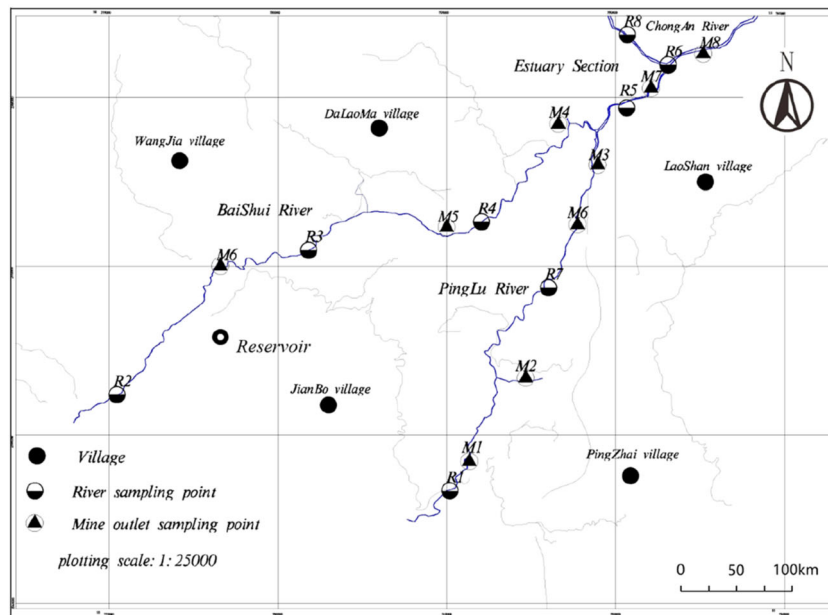 R8
ChongAn River
R6
M8
Estuary Section
M7
R5
N
DaLaoMa village
M4
WangJia village
M3
LaoShan village
BaiShui River
R4
M5
M6
R3
M6
PingLu River
R7
Reservoir
M2
R2
JianBo village
M1
PingZhai village
R1
Village
River sampling point
Mine outlet sampling point
plotting scale: 1: 25000
0 50 100km